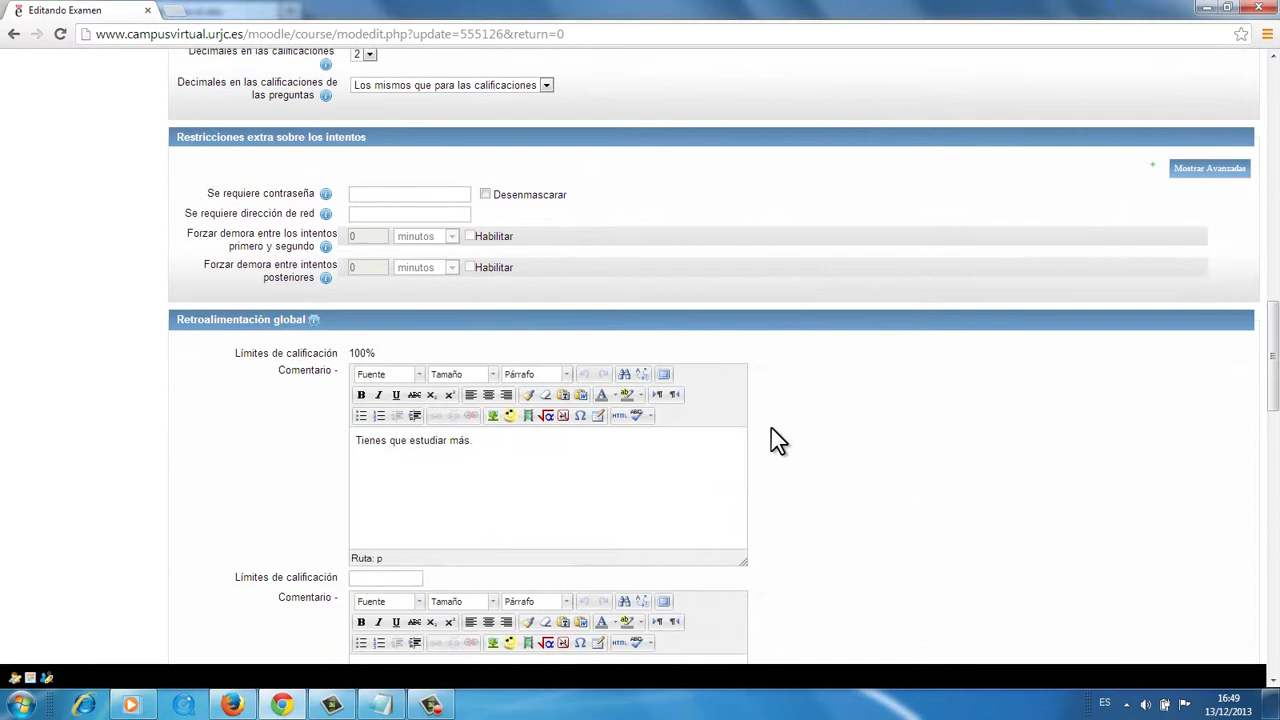 Editando Examen
www.campusvirtual.urjc.es/moodle/course/modedit.php?update=555126&return=0
Decimales en las calificaciones
2
Decimales en las calificaciones de
las preguntas
Los mismos que para las calificaciones
Restricciones extra sobre los intentos
* Mostrar Avanzadas
Se requiere contraseña
Desenmascarar
Se requiere dirección de red
Forzar demora entre los intentos
primero y segundo
0 minutos Habilitar
Forzar demora entre intentos
posteriores
0 minutos Habilitar
Retroalimentación global
Límites de calificación 100%
Comentario -
Fuente Tamaño Párrafo
B I U ABC
HTML
Tienes que estudiar más.
Ruta: p
Límites de calificación
Comentario -
Fuente Tamaño Párrafo
B I U ABC
HTML
ES
16:49
13/12/2013